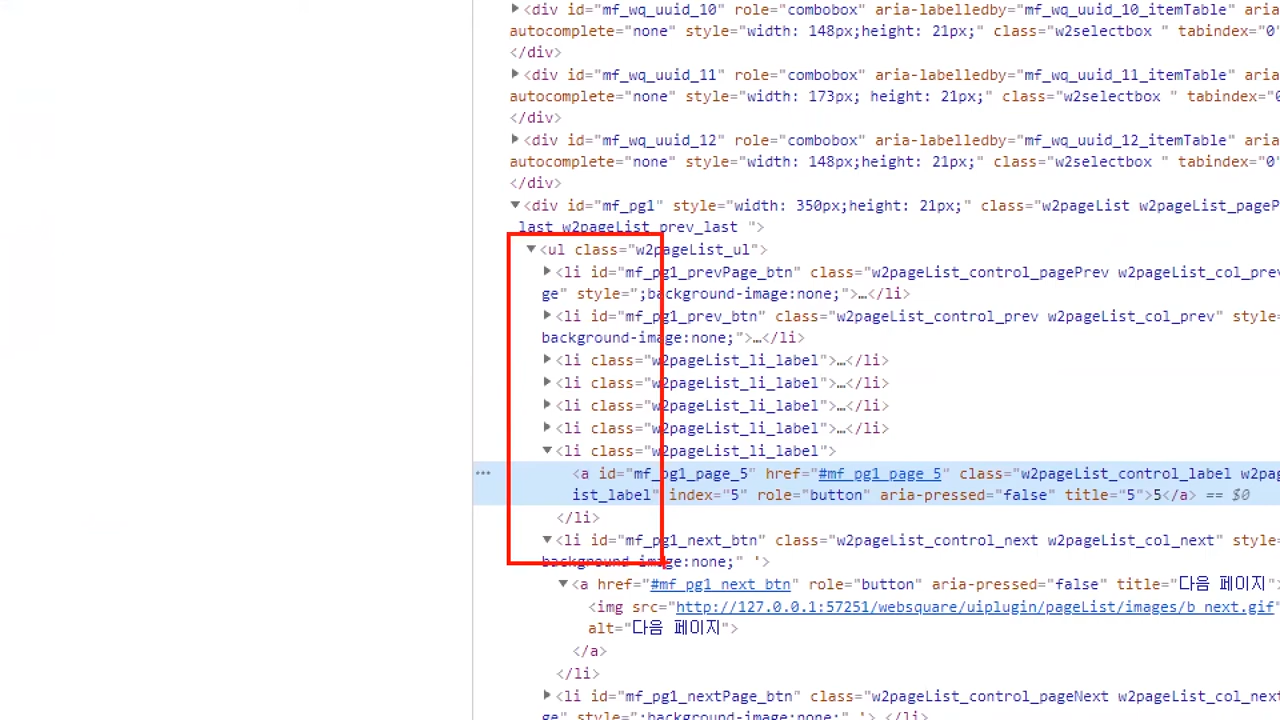 ▶<div id="mf_wq_uuid_10" role="combobox" aria-labelledby="mf_wq_uuid_10_itemTable" aria
autocomplete="none" style="width: 148px;height: 21px;" class="w2selectbox " tabindex="0"
</div>
▶<div id="mf_wq_uuid_11" role="combobox" aria-labelledby="mf_wq_uuid_11_itemTable" aria
autocomplete="none" style="width: 173px; height: 21px;" class="w2selectbox " tabindex="0
</div>
▶<div id="mf_wq_uuid_12" role="combobox" aria-labelledby="mf_wq_uuid_12_itemTable" aria
autocomplete="none" style="width: 148px;height: 21px;" class="w2selectbox " tabindex="0"
</div>
▼<div id="mf_pg1" style="width: 350px;height: 21px;" class="w2pageList w2pageList_pageP
last w2pageList_prev_last ">
▼<ul class="w2pageList_ul">
▶<li id="mf_pg1_prevPage_btn" class="w2pageList_control_pagePrev w2pageList_col_prev
ge" style=";background-image:none;">…</li>
▶<li id="mf_pg1_prev_btn" class="w2pageList_control_prev w2pageList_col_prev" style=
background-image:none;">…</li>
▶<li class="w2pageList_li_label">…</li>
▶<li class="w2pageList_li_label">…</li>
▶<li class="w2pageList_li_label">…</li>
▶<li class="w2pageList_li_label">…</li>
▼<li class="w2pageList_li_label">
… <a id="mf_pg1_page_5" href="#mf_pg1_page_5" class="w2pageList_control_label w2pag
ist_label" index="5" role="button" aria-pressed="false" title="5">5</a> == $0
</li>
▼<li id="mf_pg1_next_btn" class="w2pageList_control_next w2pageList_col_next" style=
background-image:none;" '>
▼<a href="#mf_pg1_next_btn" role="button" aria-pressed="false" title="다음 페이지">
<img src="http://127.0.0.1:57251/websquare/uiplugin/pageList/images/b_next.gif"
alt="다음 페이지">
</a>
</li>
▶<li id="mf_pg1_nextPage_btn" class="w2pageList_control_pageNext w2pageList_col_nex
ge" style=";background-image:none;" '>…</li>